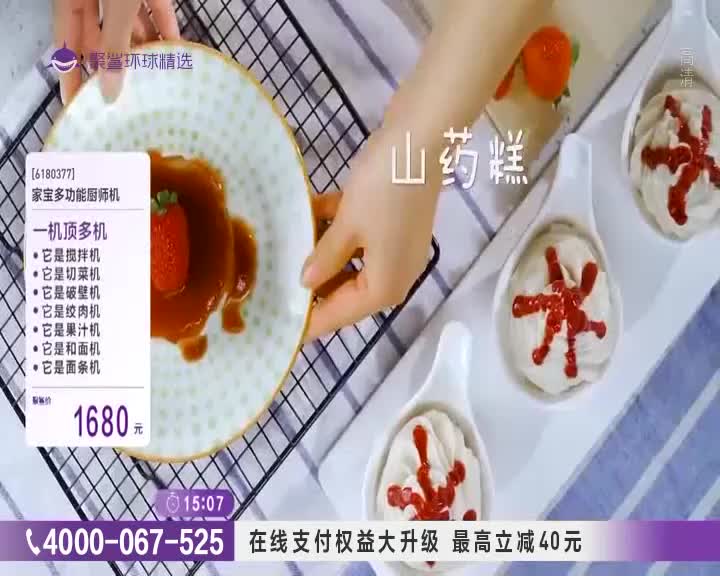 聚鲨环球精选
高清
山药糕
[6180377]
家宝多功能厨师机
一机顶多机
• 它是搅拌机
• 它是切菜机
• 它是破壁机
• 它是绞肉机
• 它是果汁机
• 它是和面机
• 它是面条机
聚鲨价
1680元
15:07
4000-067-525
在线支付权益大升级 最高立减40元